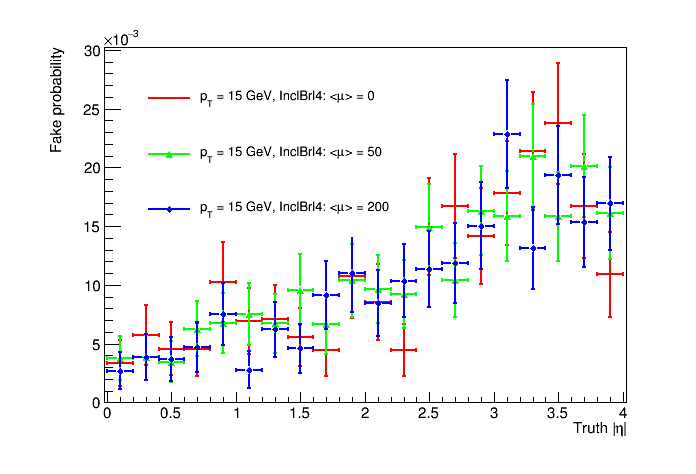 ×10⁻³
Fake probability
30
25
20
15
10
5
0
p_T = 15 GeV, InclBrl4: <μ> = 0
p_T = 15 GeV, InclBrl4: <μ> = 50
p_T = 15 GeV, InclBrl4: <μ> = 200
0 0.5 1 1.5 2 2.5 3 3.5 4
Truth |η|